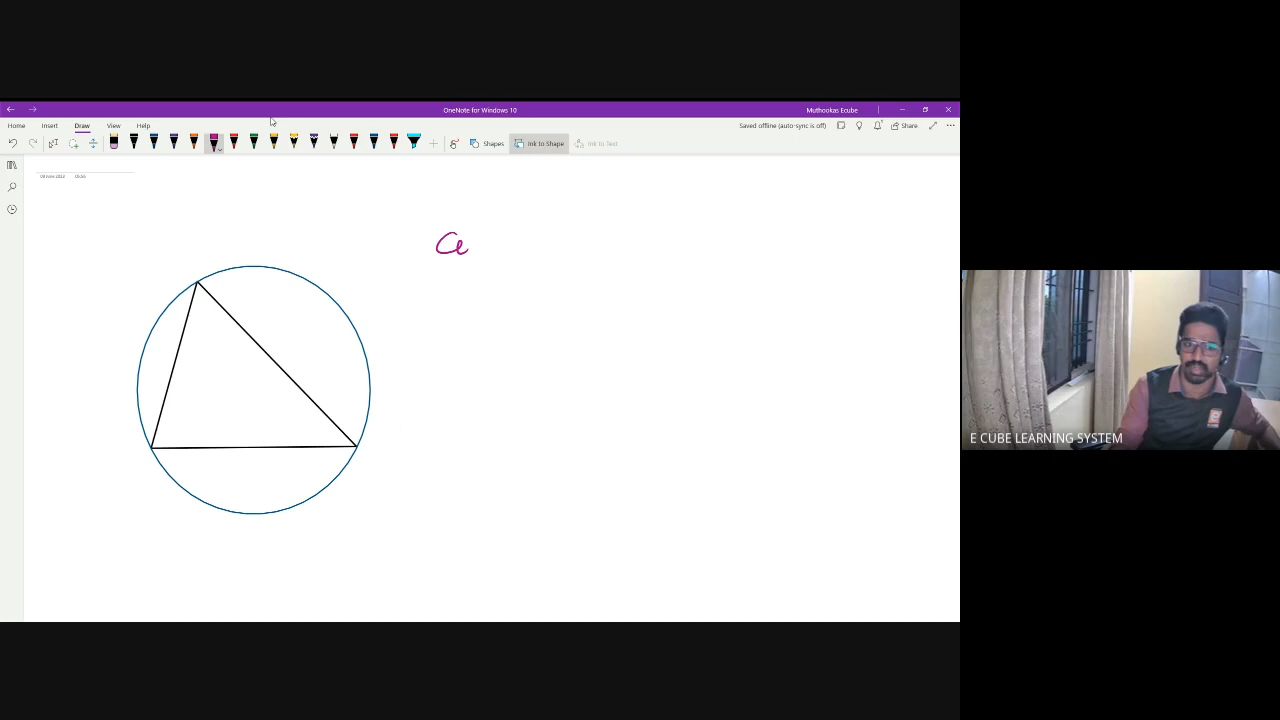 OneNote for Windows 10
Muthookas Ecube
Home Insert Draw View Help
Saved offline (auto-sync is off)
Share
Shapes
Ink to Shape
Ink to Text
Ce
E CUBE LEARNING SYSTEM